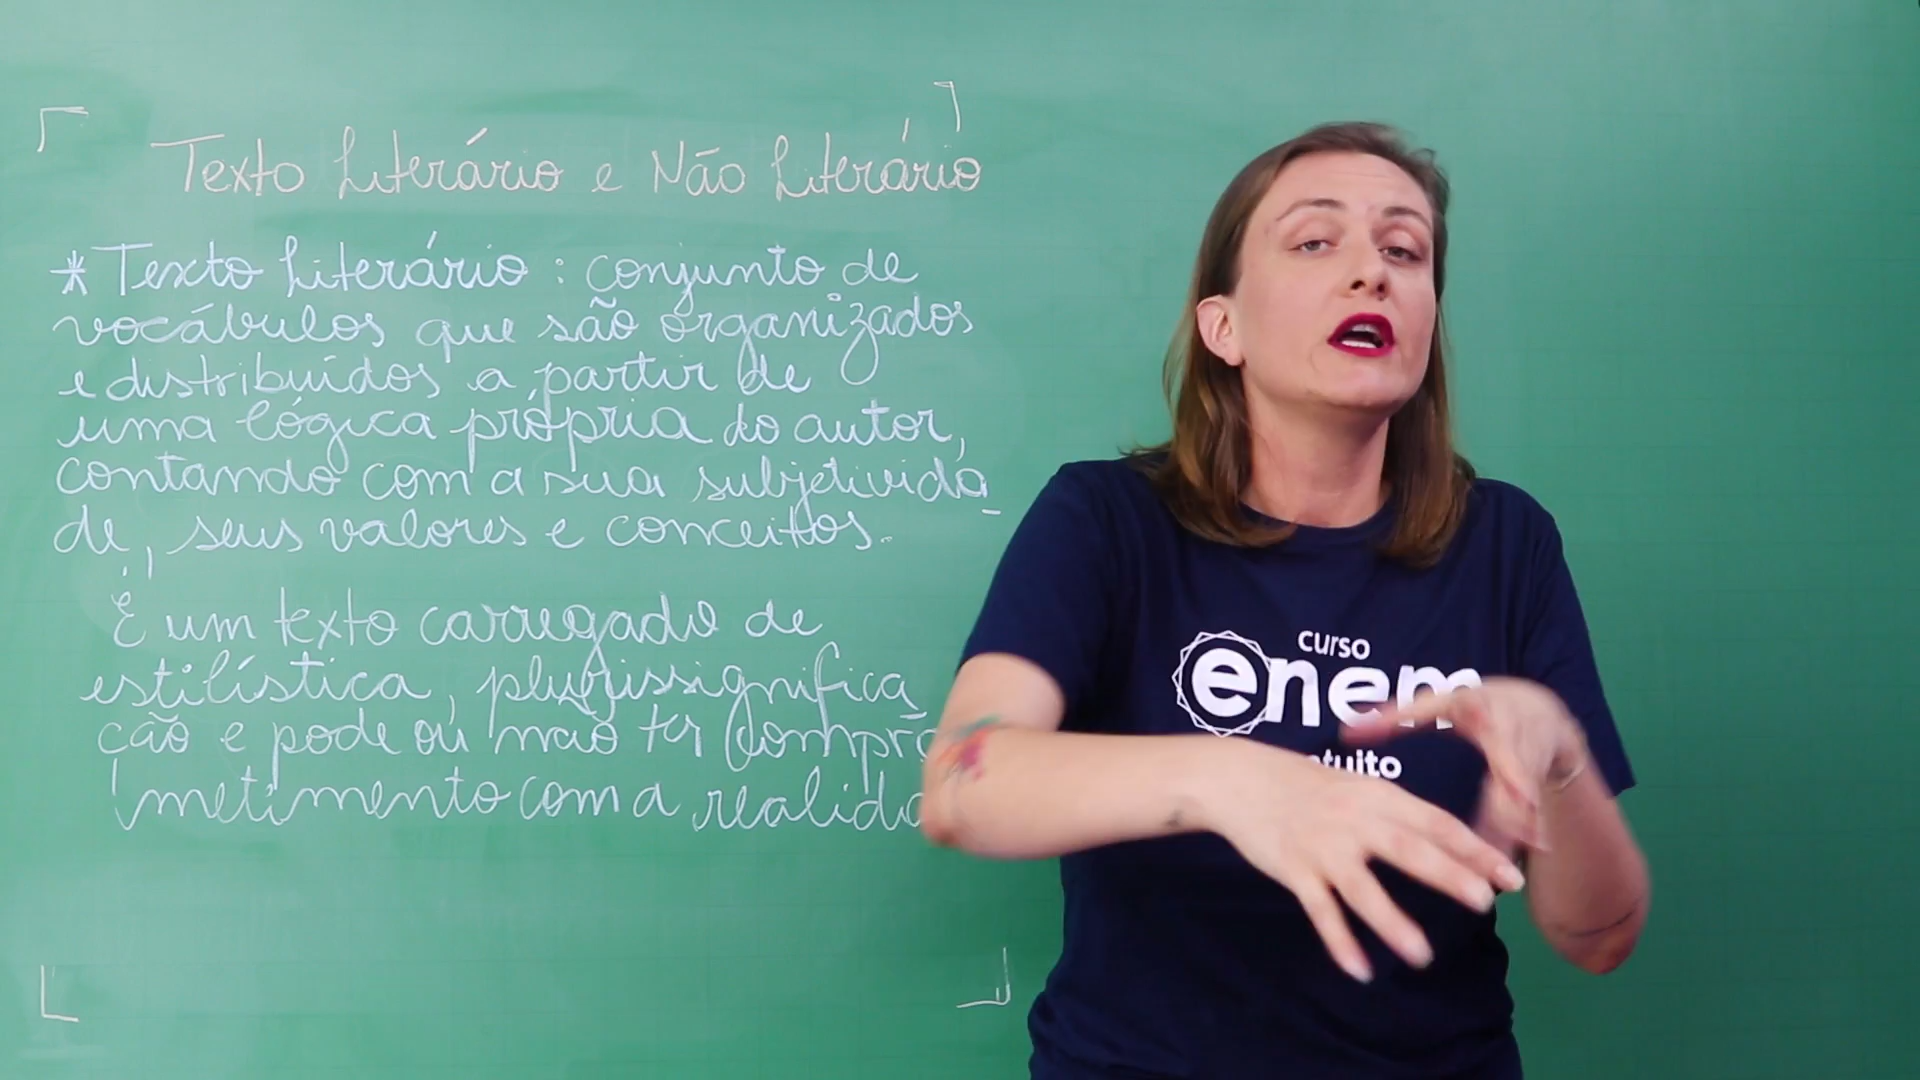 Texto Literário e Não Literário
* Texto Literário : conjunto de
vocábulos que são organizados
e distribuídos a partir de
uma lógica própria do autor,
contando com a sua subjetivida-
de, seus valores e conceitos.
É um texto carregado de
estilística, plurissignifica
ção e pode ou não ter compro
metimento com a realida
curso
enem
tuito